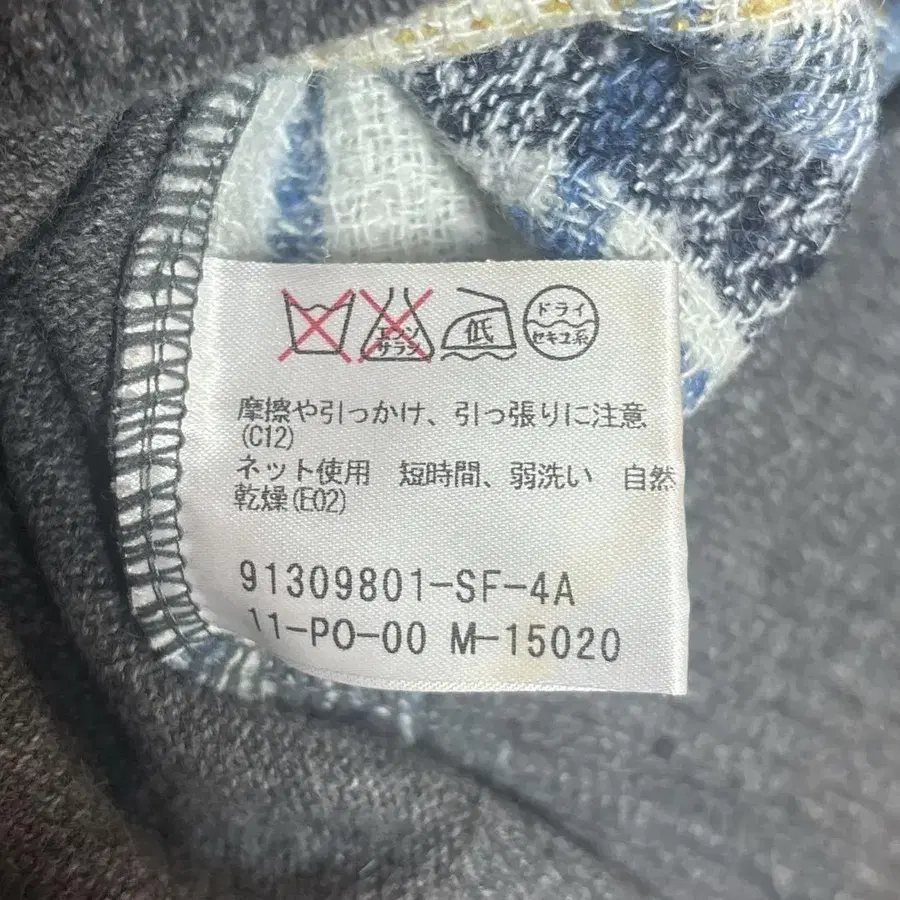 エンソ
サラシ
低
ドライ
セキユ系
摩擦や引っかけ、引っ張りに注意
(C12)
ネット使用　短時間、弱洗い　自然
乾燥(E02)
91309801-SF-4A
11-PO-00 M-15020